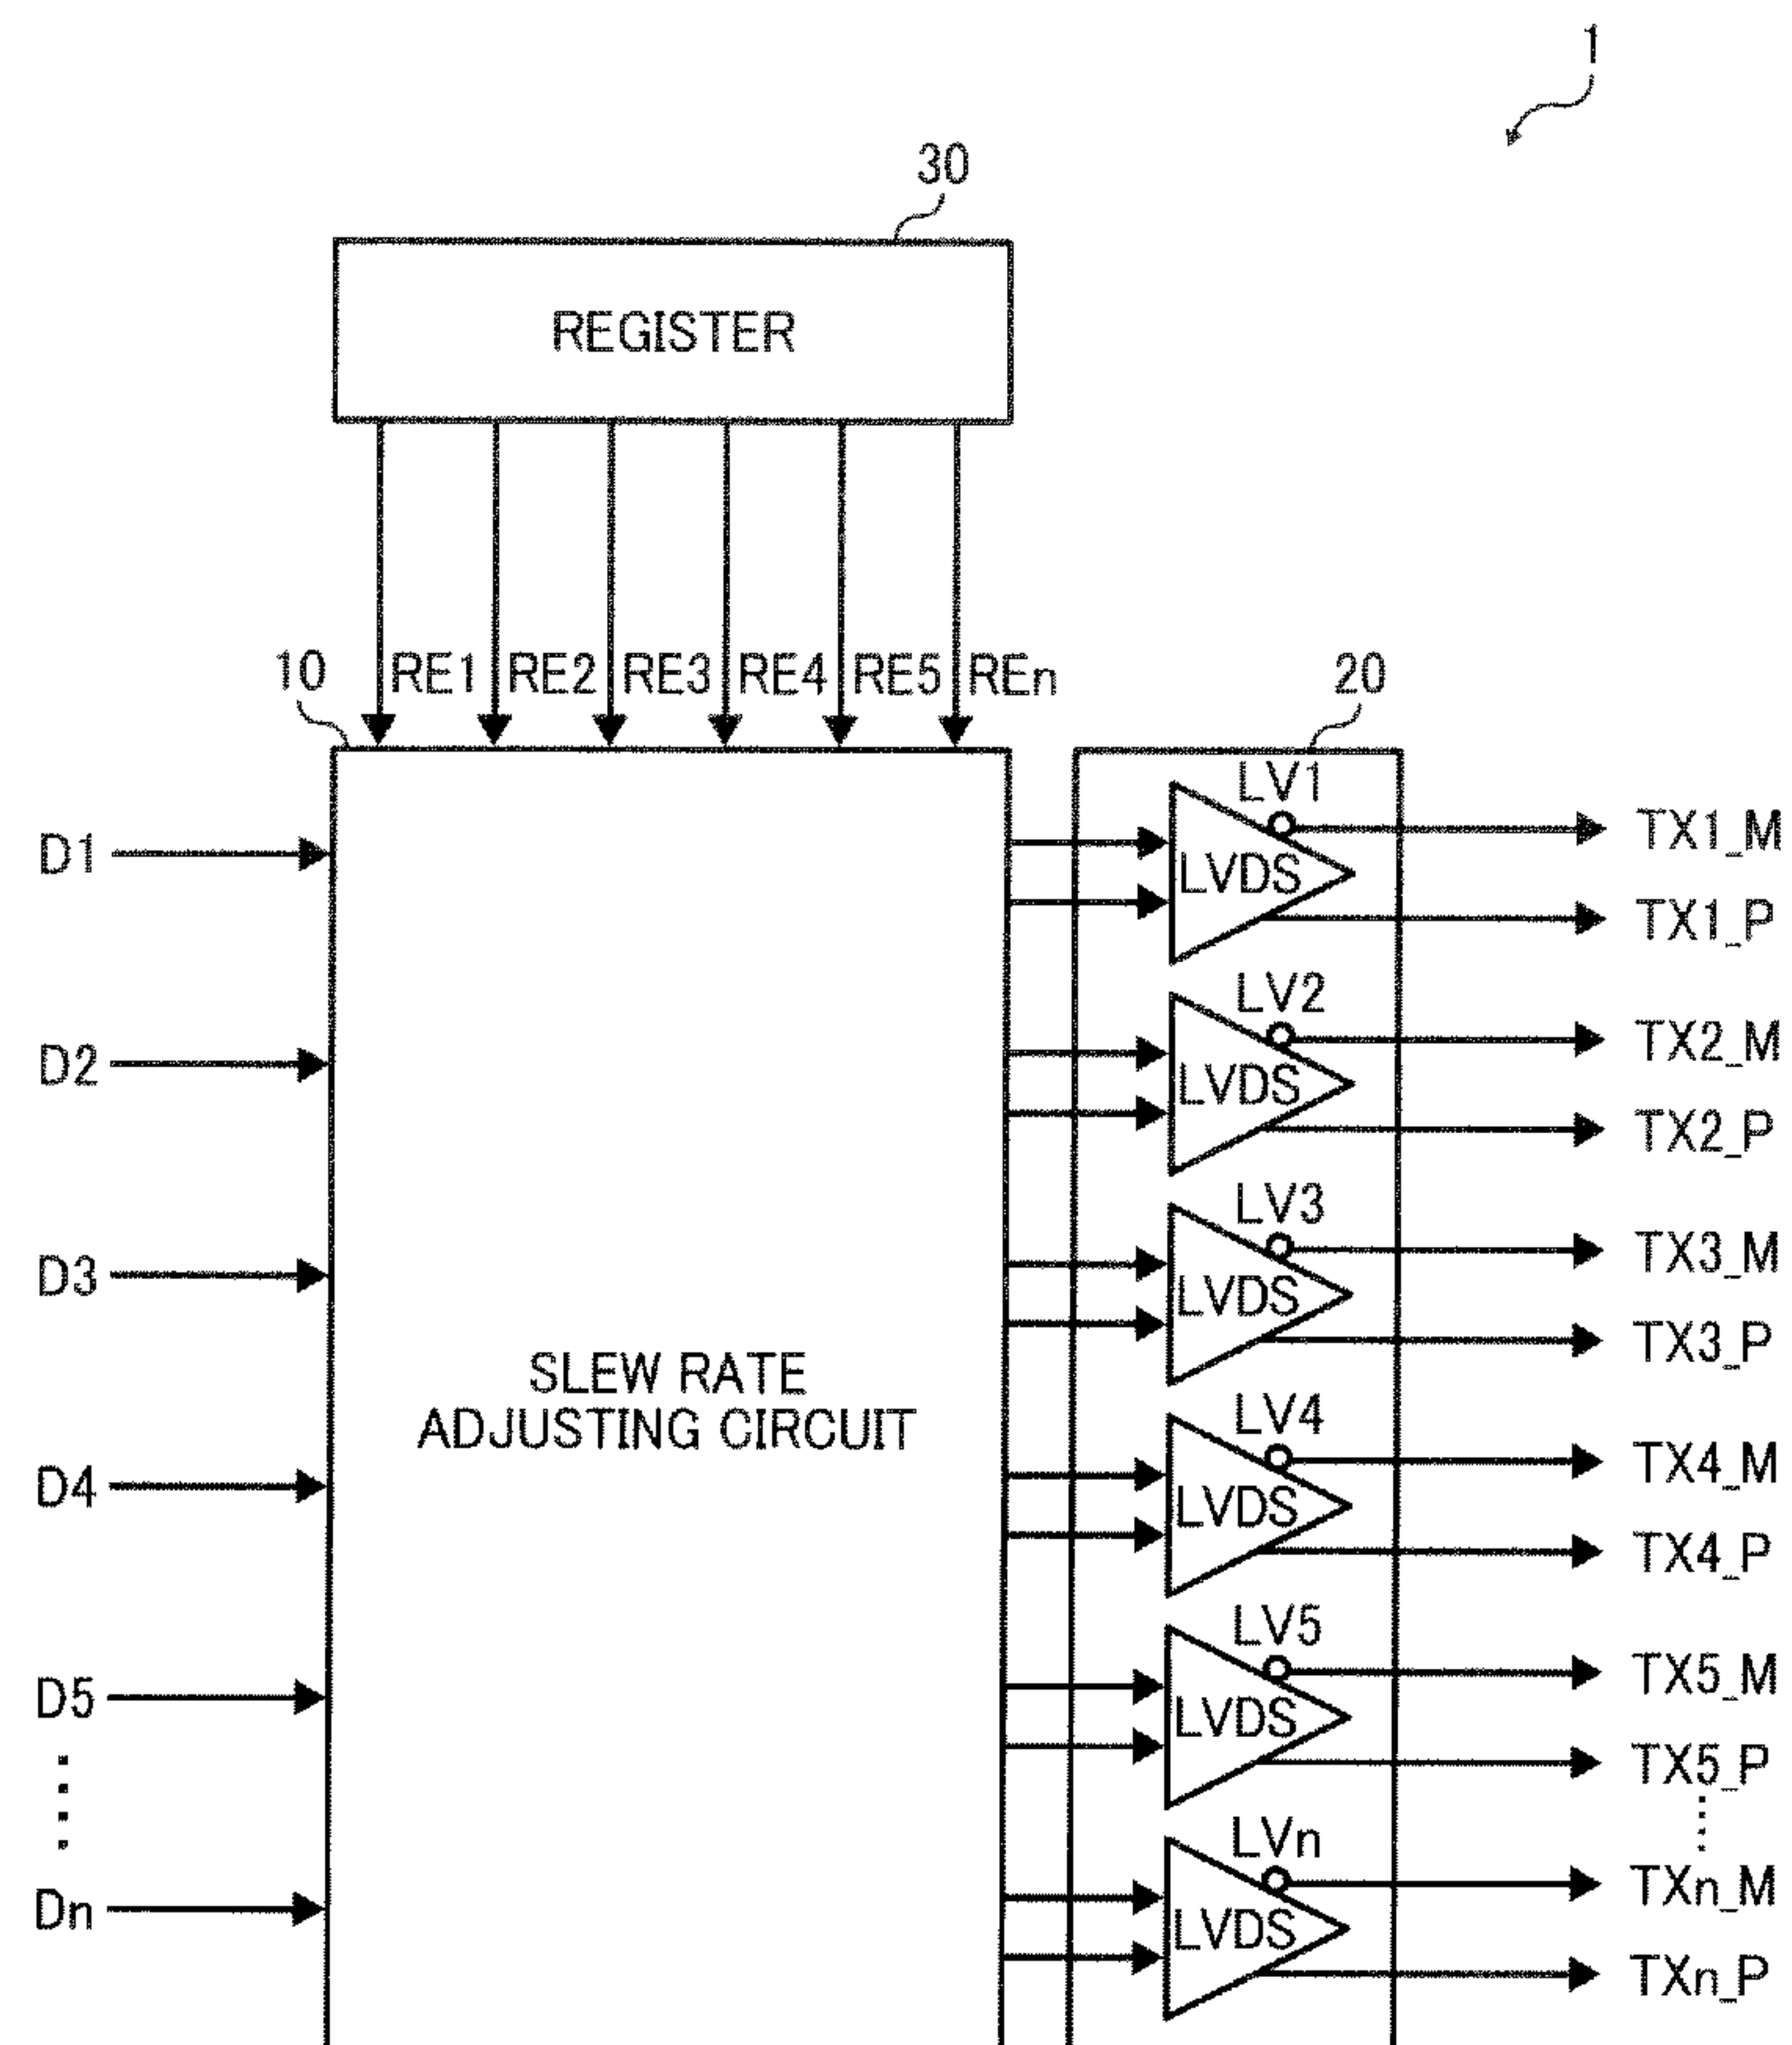 1
30
REGISTER
10
RE1
RE2
RE3
RE4
RE5
REn
20
D1
D2
D3
D4
D5
Dn
SLEW RATE
ADJUSTING CIRCUIT
LV1
LVDS
LV2
LVDS
LV3
LVDS
LV4
LVDS
LV5
LVDS
LVn
LVDS
TX1_M
TX1_P
TX2_M
TX2_P
TX3_M
TX3_P
TX4_M
TX4_P
TX5_M
TX5_P
TXn_M
TXn_P